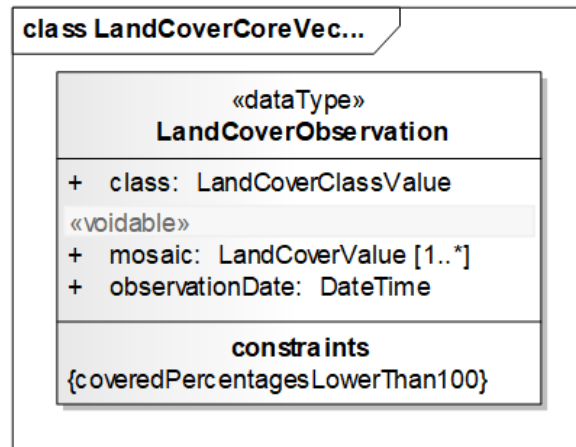 class LandCoverCoreVec...
«dataType»
LandCoverObservation
+ class: LandCoverClassValue
«voidable»
+ mosaic: LandCoverValue [1..*]
+ observationDate: DateTime
constraints
{coveredPercentagesLowerThan100}